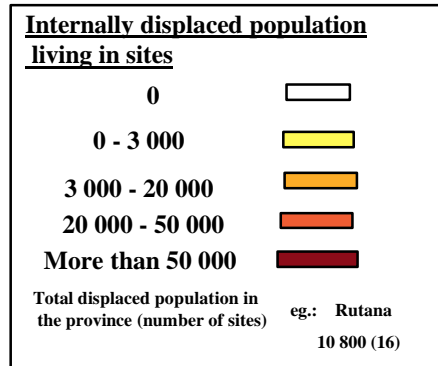 Internally displaced population
living in sites
0
0 - 3 000
3 000 - 20 000
20 000 - 50 000
More than 50 000
Total displaced population in
the province (number of sites)
eg.: Rutana
10 800 (16)